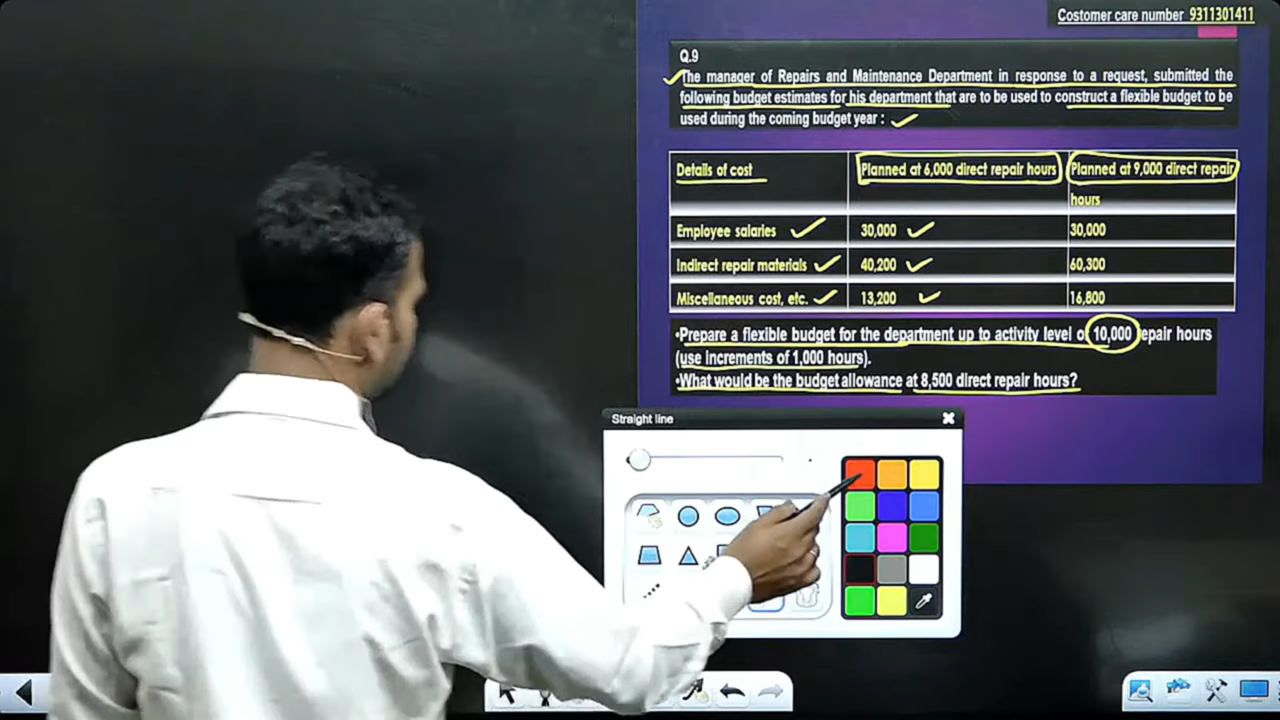 Costomer care number 9311301411
Q.9
The manager of Repairs and Maintenance Department in response to a request, submitted the
following budget estimates for his department that are to be used to construct a flexible budget to be
used during the coming budget year :
Details of cost
Planned at 6,000 direct repair hours
Planned at 9,000 direct repair
hours
Employee salaries
30,000
30,000
Indirect repair materials
40,200
60,300
Miscellaneous cost, etc.
13,200
16,800
•Prepare a flexible budget for the department up to activity level o 10,000 epair hours
(use increments of 1,000 hours).
•What would be the budget allowance at 8,500 direct repair hours?
Straight line